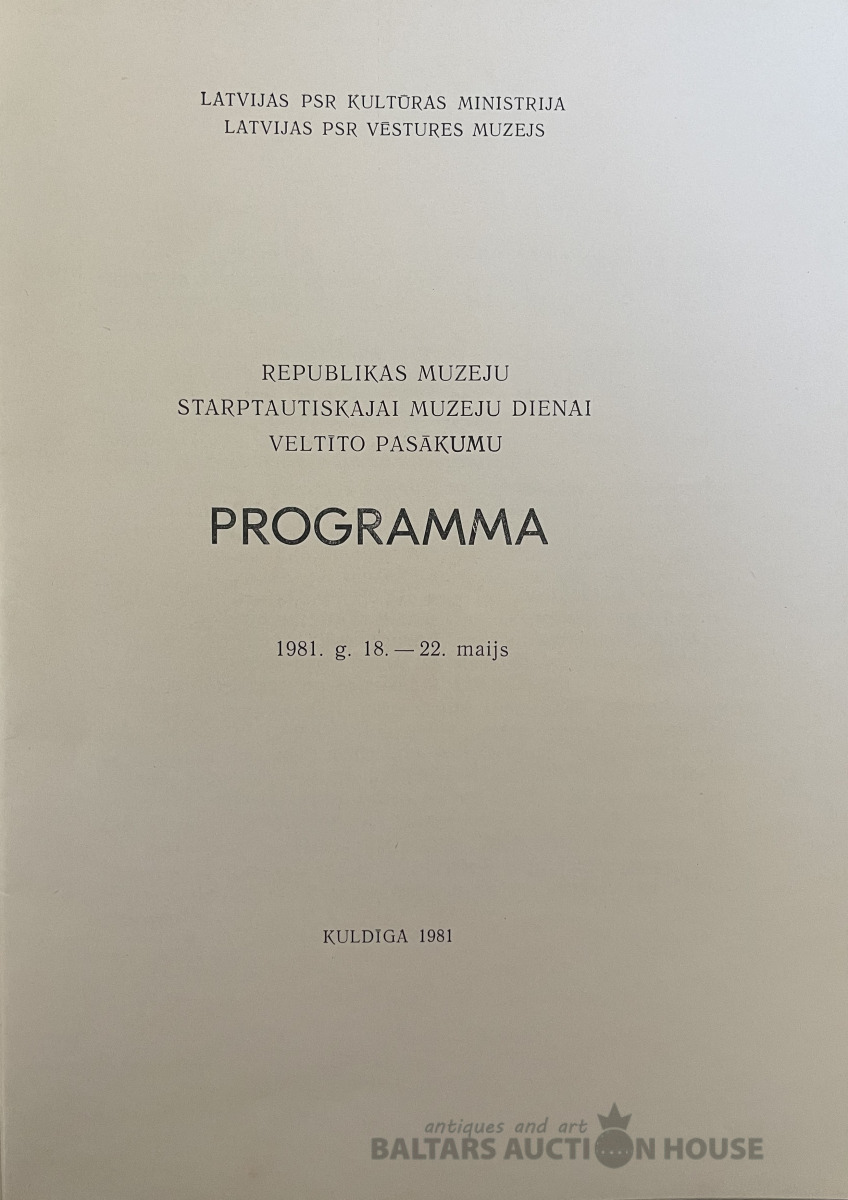 LATVIJAS PSR KULTŪRAS MINISTRIJA
LATVIJAS PSR VĒSTURES MUZEJS
REPUBLIKAS MUZEJU
STARPTAUTISKAJAI MUZEJU DIENAI
VELTĪTO PASĀKUMU
PROGRAMMA
1981. g. 18. — 22. maijs
KULDĪGA 1981
antiques and art
BALTARS AUCTION HOUSE